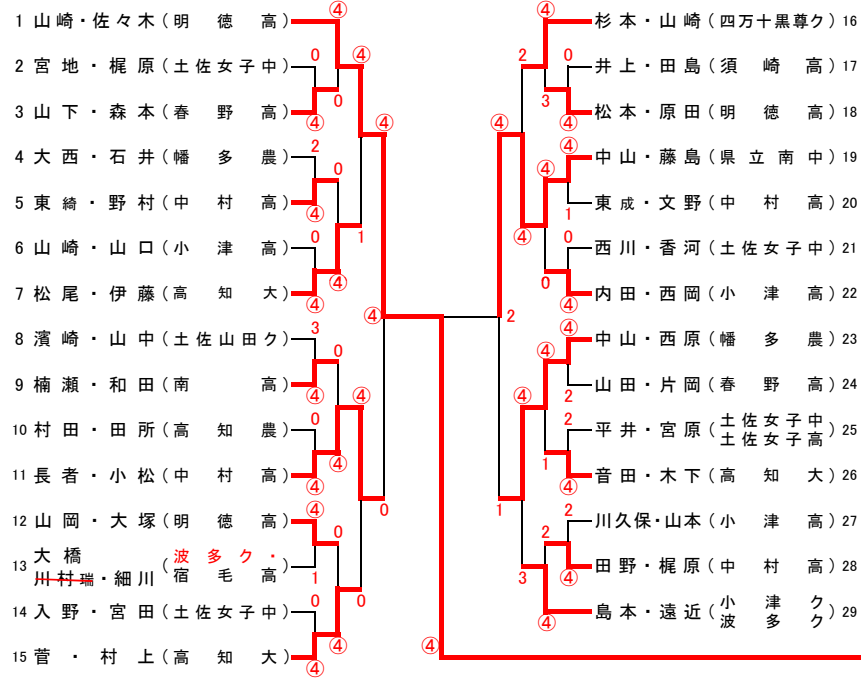 1 山崎・佐々木(明徳高)
2 宮地・梶原(土佐女子中)
3 山下・森本(春野高)
4 大西・石井(幡多農)
5 東綺・野村(中村高)
6 山崎・山口(小津高)
7 松尾・伊藤(高知大)
8 濱崎・山中(土佐山田ク)
9 楠瀬・和田(南高)
10 村田・田所(高知農)
11 長者・小松(中村高)
12 山岡・大塚(明徳高)
13 大橋 川村瑞・細川(波多ク・宿毛高)
14 入野・宮田(土佐女子中)
15 菅・村上(高知大)
④
0
④
0
④
④
2
0
④
1
0
④
④
3
0
④
④
0
④
④
0
④
0
1
0
0
④
④
④
④
2
④
杉本・山崎(四万十黒尊ク) 16
井上・田島(須崎高) 17
松本・原田(明徳高) 18
中山・藤島(県立南中) 19
東成・文野(中村高) 20
西川・香河(土佐女子中) 21
内田・西岡(小津高) 22
中山・西原(幡多農) 23
山田・片岡(春野高) 24
平井・宮原(土佐女子中 土佐女子高) 25
音田・木下(高知大) 26
川久保・山本(小津高) 27
田野・梶原(中村高) 28
島本・遠近(小津ク 波多ク) 29
④
2
0
3
④
④
④
④
1
④
0
0
④
④
④
2
④
2
1
④
1
2
2
④
3
④